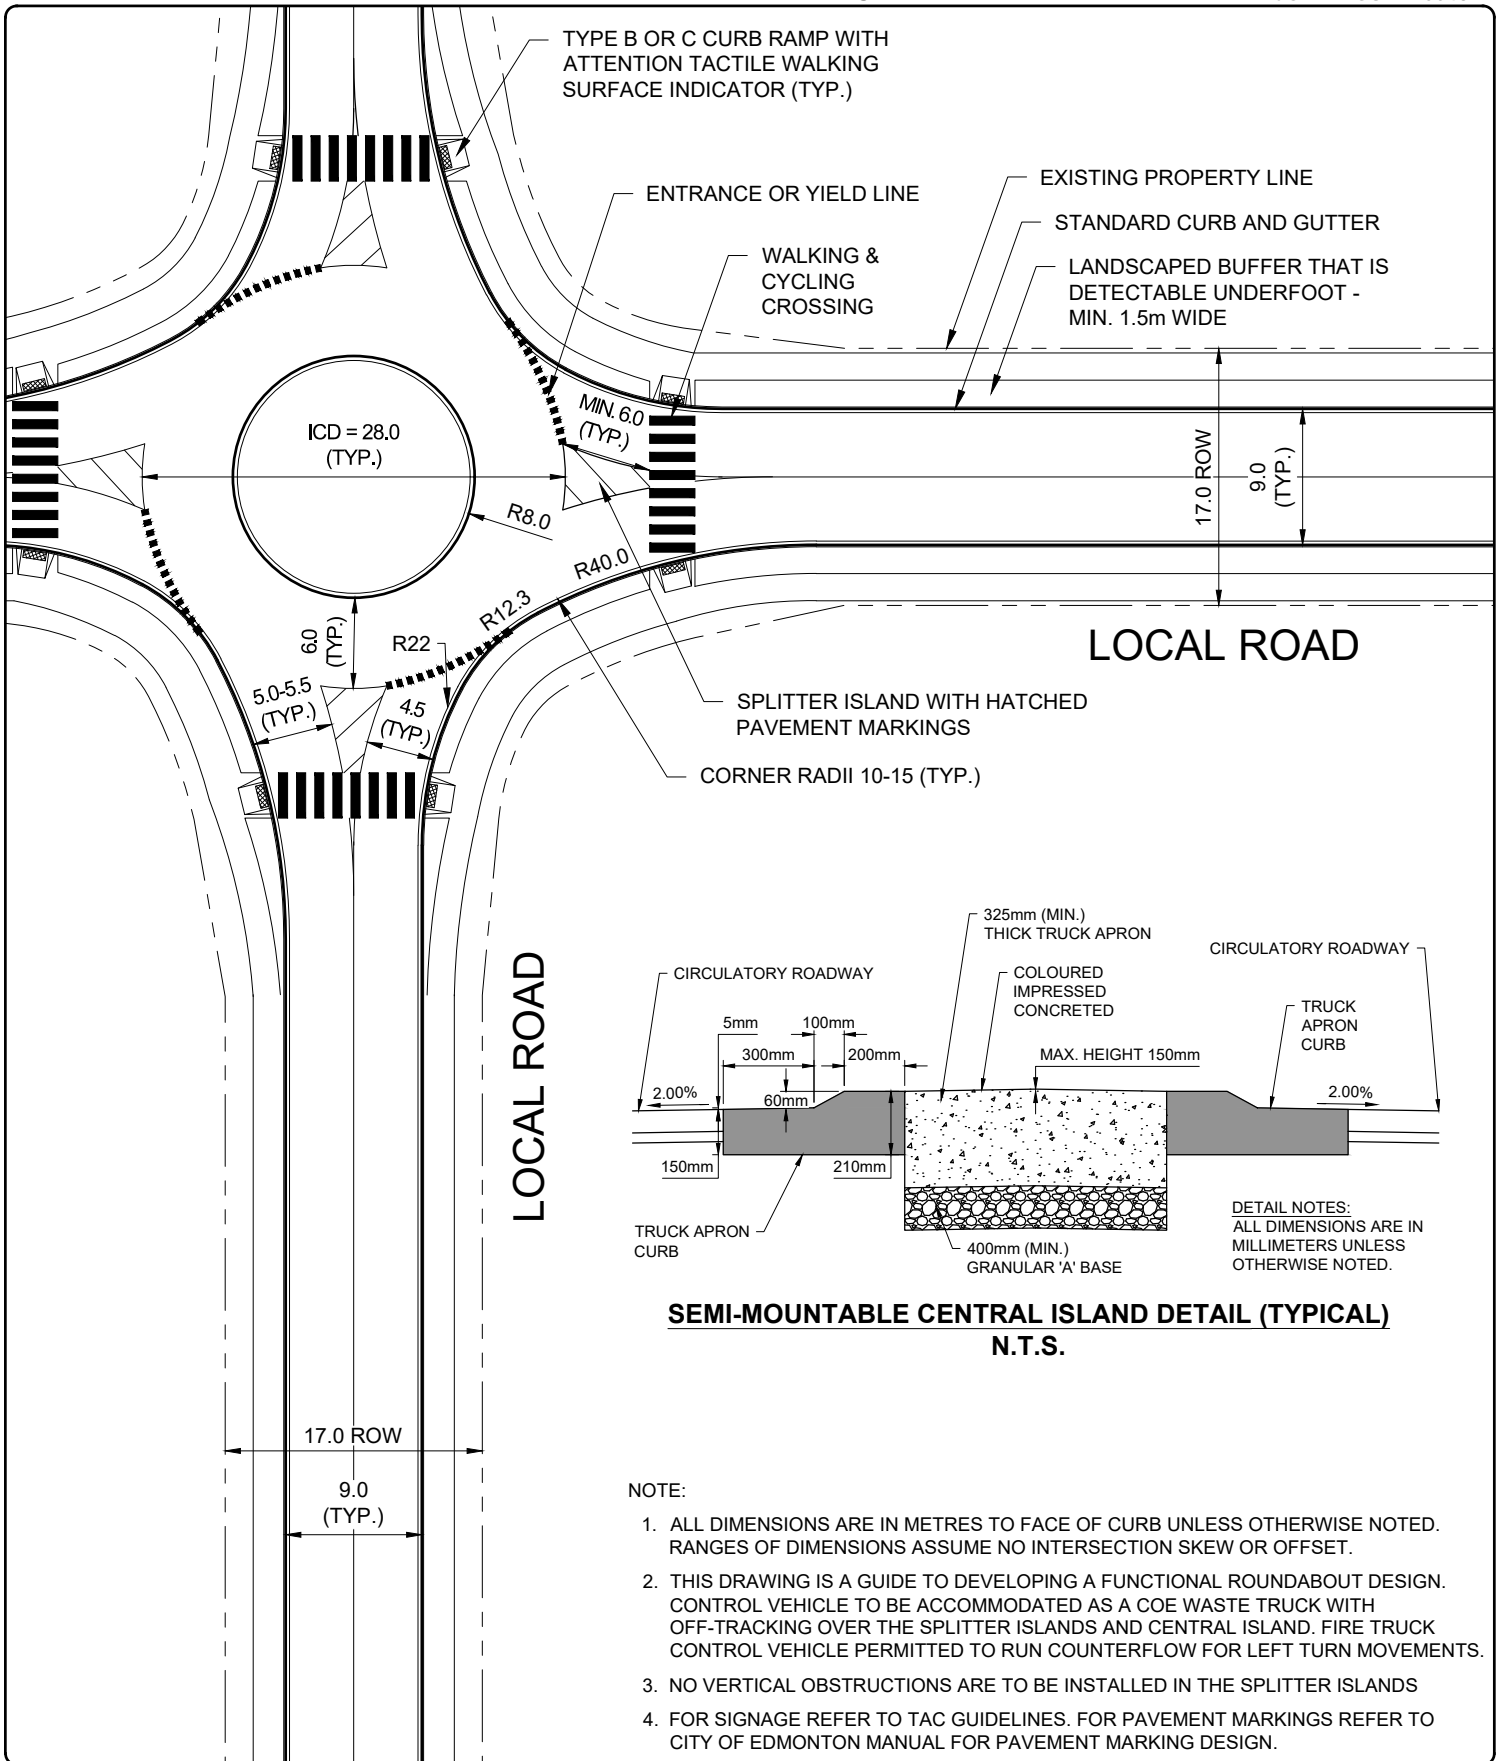 TYPE B OR C CURB RAMP WITH
ATTENTION TACTILE WALKING
SURFACE INDICATOR (TYP.)
ENTRANCE OR YIELD LINE
EXISTING PROPERTY LINE
STANDARD CURB AND GUTTER
WALKING &
CYCLING
CROSSING
LANDSCAPED BUFFER THAT IS
DETECTABLE UNDERFOOT -
MIN. 1.5m WIDE
MIN. 6.0
(TYP.)
ICD = 28.0
(TYP.)
17.0 ROW
9.0
(TYP.)
R8.0
R40.0
R12.3
R22
6.0
(TYP.)
5.0-5.5
(TYP.)
4.5
(TYP.)
LOCAL ROAD
SPLITTER ISLAND WITH HATCHED
PAVEMENT MARKINGS
CORNER RADII 10-15 (TYP.)
LOCAL ROAD
325mm (MIN.)
THICK TRUCK APRON
CIRCULATORY ROADWAY
CIRCULATORY ROADWAY
COLOURED
IMPRESSED
CONCRETED
TRUCK
APRON
CURB
5mm
100mm
300mm
200mm
MAX. HEIGHT 150mm
2.00%
60mm
2.00%
150mm
210mm
TRUCK APRON
CURB
400mm (MIN.)
GRANULAR 'A' BASE
DETAIL NOTES:
ALL DIMENSIONS ARE IN
MILLIMETERS UNLESS
OTHERWISE NOTED.
SEMI-MOUNTABLE CENTRAL ISLAND DETAIL (TYPICAL)
N.T.S.
17.0 ROW
9.0
(TYP.)
NOTE:
1. ALL DIMENSIONS ARE IN METRES TO FACE OF CURB UNLESS OTHERWISE NOTED.
RANGES OF DIMENSIONS ASSUME NO INTERSECTION SKEW OR OFFSET.
2. THIS DRAWING IS A GUIDE TO DEVELOPING A FUNCTIONAL ROUNDABOUT DESIGN.
CONTROL VEHICLE TO BE ACCOMMODATED AS A COE WASTE TRUCK WITH
OFF-TRACKING OVER THE SPLITTER ISLANDS AND CENTRAL ISLAND. FIRE TRUCK
CONTROL VEHICLE PERMITTED TO RUN COUNTERFLOW FOR LEFT TURN MOVEMENTS.
3. NO VERTICAL OBSTRUCTIONS ARE TO BE INSTALLED IN THE SPLITTER ISLANDS
4. FOR SIGNAGE REFER TO TAC GUIDELINES. FOR PAVEMENT MARKINGS REFER TO
CITY OF EDMONTON MANUAL FOR PAVEMENT MARKING DESIGN.